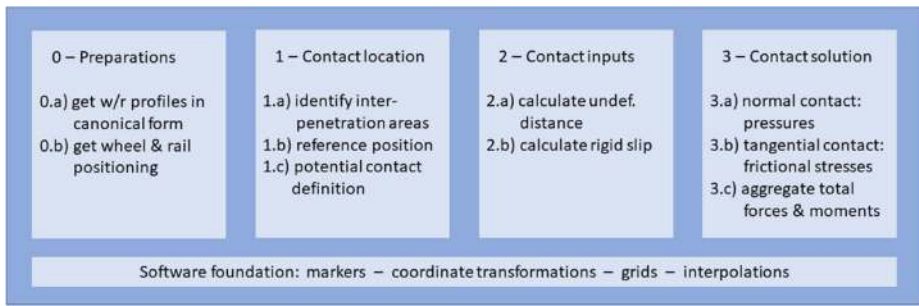 0 – Preparations
0.a) get w/r profiles in
canonical form
0.b) get wheel & rail
positioning
1 – Contact location
1.a) identify inter-
penetration areas
1.b) reference position
1.c) potential contact
definition
2 – Contact inputs
2.a) calculate undef.
distance
2.b) calculate rigid slip
3 – Contact solution
3.a) normal contact:
pressures
3.b) tangential contact:
frictional stresses
3.c) aggregate total
forces & moments
Software foundation: markers – coordinate transformations – grids – interpolations